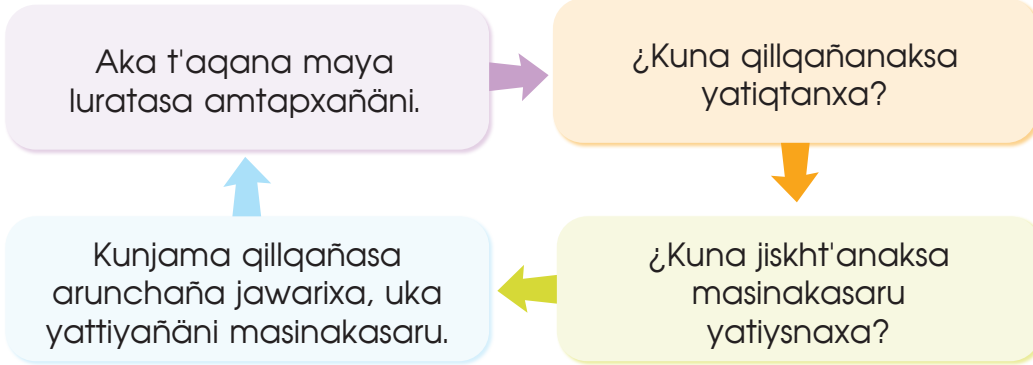 Aka t'aqana maya
luratasa amtapxañäni.
¿Kuna qillqañanaksa
yatiqtanxa?
¿Kuna jiskht'anaksa
masinakasaru
yatiysnaxa?
Kunjama qillqañasa
arunchaña jawarixa, uka
yattiyañäni masinakasaru.